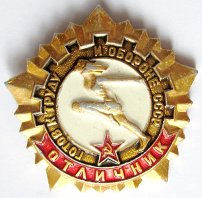 ГОТОВ К ТРУДУ И ОБОРОНЕ СССР
ОТЛИЧНИК